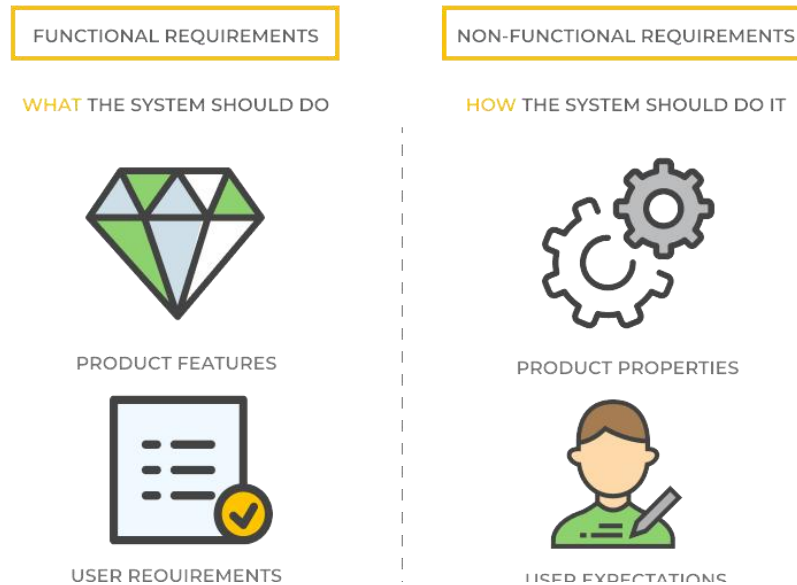 FUNCTIONAL REQUIREMENTS
NON-FUNCTIONAL REQUIREMENTS
WHAT THE SYSTEM SHOULD DO
HOW THE SYSTEM SHOULD DO IT
PRODUCT FEATURES
PRODUCT PROPERTIES
USER REQUIREMENTS
USER EXPECTATIONS